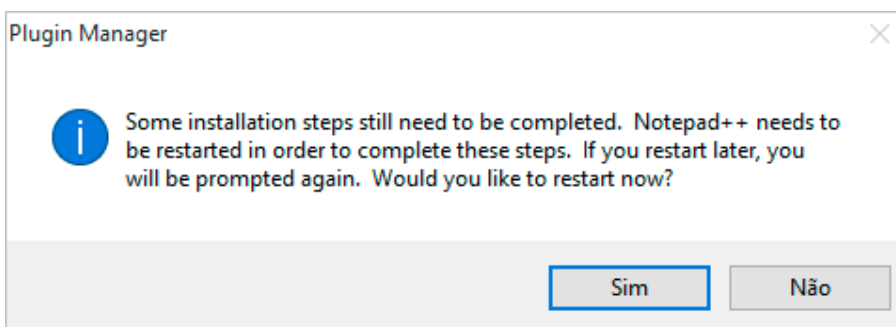 Plugin Manager
Some installation steps still need to be completed.  Notepad++ needs to
be restarted in order to complete these steps.  If you restart later, you
will be prompted again.  Would you like to restart now?
Sim
Não